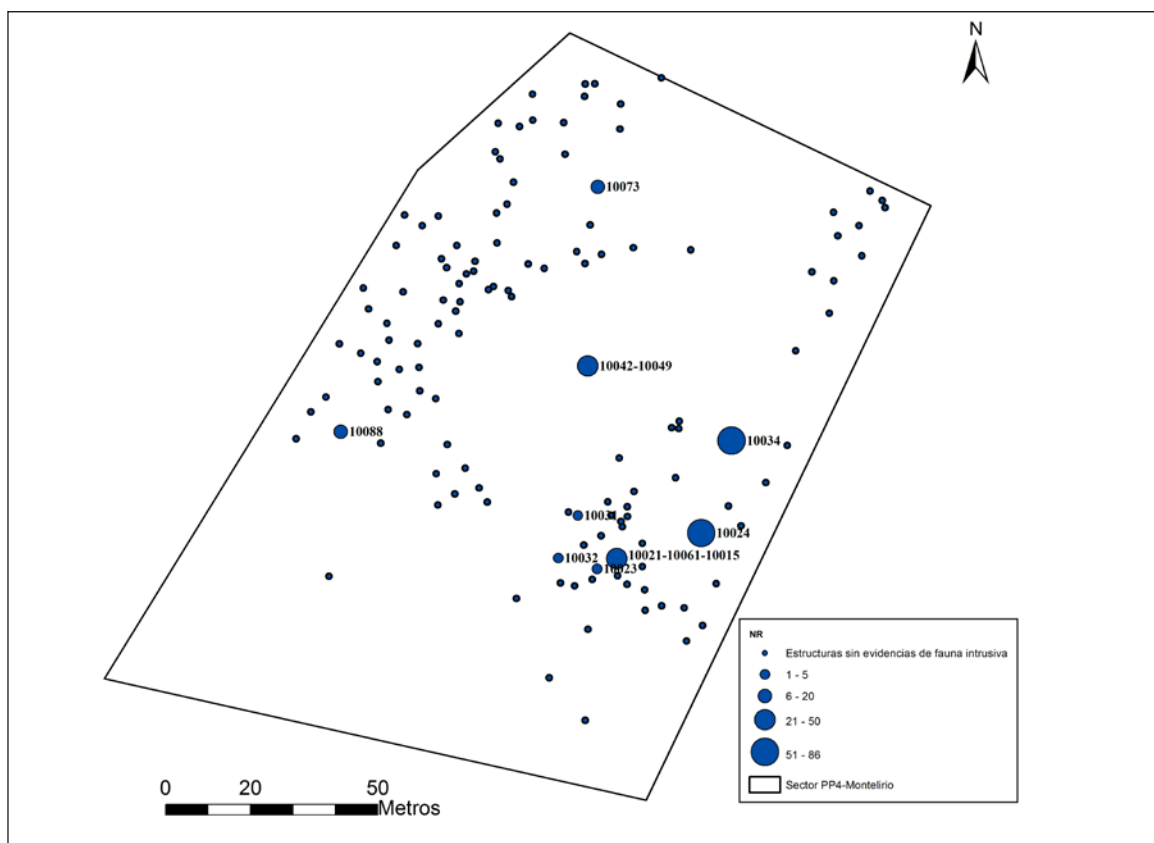 N
10073
10042-10049
10088
10034
10031
10024
10032
10021-10061-10015
10023
NR
Estructuras sin evidencias de fauna intrusiva
1 - 5
6 - 20
21 - 50
51 - 86
Sector PP4-Montelirio
0 20 50
Metros